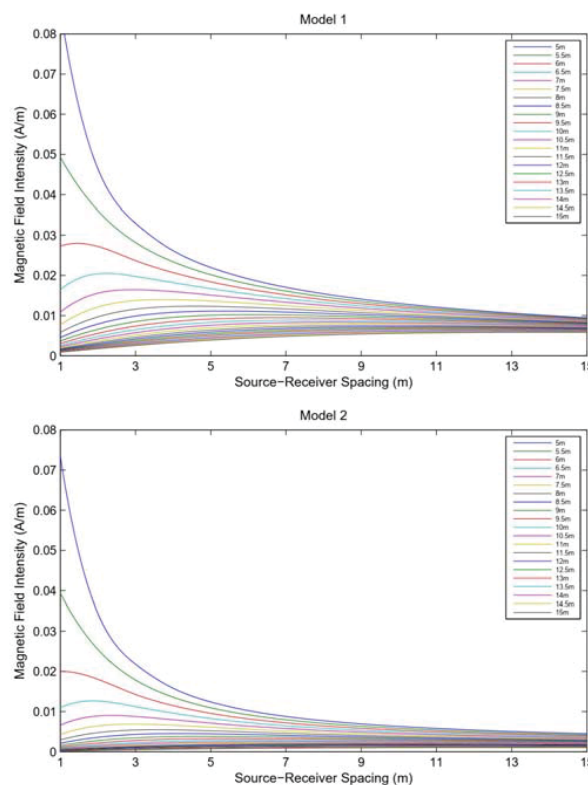 Model 1
0.08
0.07
0.06
0.05
0.04
0.03
0.02
0.01
0
Magnetic Field Intensity (A/m)
5m
5.5m
6m
6.5m
7m
7.5m
8m
8.5m
9m
9.5m
10m
10.5m
11m
11.5m
12m
12.5m
13m
13.5m
14m
14.5m
15m
1 3 5 7 9 11 13 15
Source−Receiver Spacing (m)
Model 2
0.08
0.07
0.06
0.05
0.04
0.03
0.02
0.01
0
Magnetic Field Intensity (A/m)
5m
5.5m
6m
6.5m
7m
7.5m
8m
8.5m
9m
9.5m
10m
10.5m
11m
11.5m
12m
12.5m
13m
13.5m
14m
14.5m
15m
1 3 5 7 9 11 13 15
Source−Receiver Spacing (m)